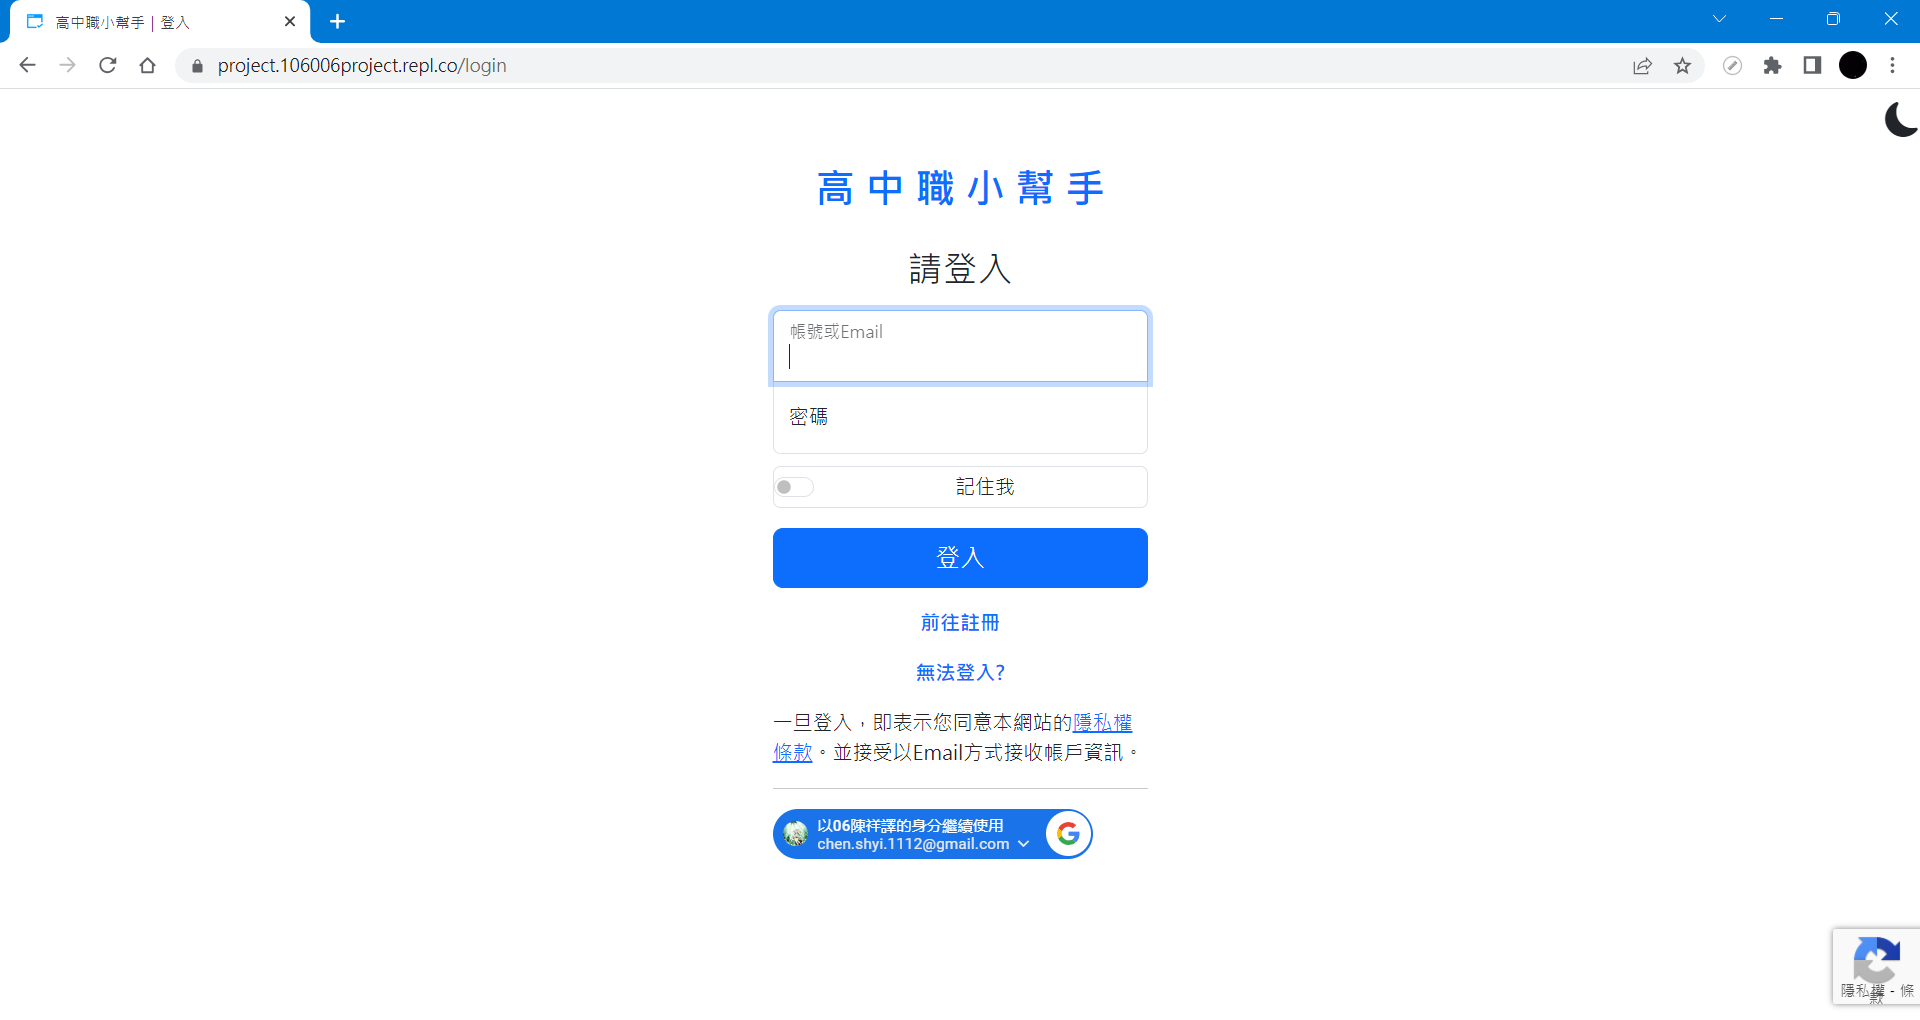 高中職小幫手 | 登入
project.106006project.repl.co/login
高中職小幫手
請登入
帳號或Email
密碼
記住我
登入
前往註冊
無法登入?
一旦登入，即表示您同意本網站的隱私權
條款。並接受以Email方式接收帳戶資訊。
以06陳祥譯的身分繼續使用
chen.shyi.1112@gmail.com
隱私權 - 條
款